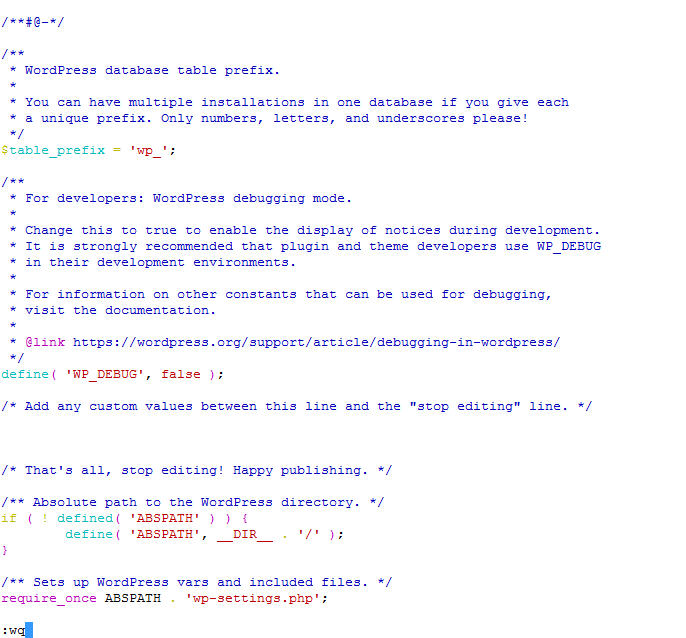 /**#@-*/
/**
 * WordPress database table prefix.
 *
 * You can have multiple installations in one database if you give each
 * a unique prefix. Only numbers, letters, and underscores please!
 */
$table_prefix = 'wp_';
/**
 * For developers: WordPress debugging mode.
 *
 * Change this to true to enable the display of notices during development.
 * It is strongly recommended that plugin and theme developers use WP_DEBUG
 * in their development environments.
 *
 * For information on other constants that can be used for debugging,
 * visit the documentation.
 *
 * @link https://wordpress.org/support/article/debugging-in-wordpress/
 */
define( 'WP_DEBUG', false );
/* Add any custom values between this line and the "stop editing" line. */
/* That's all, stop editing! Happy publishing. */
/** Absolute path to the WordPress directory. */
if ( ! defined( 'ABSPATH' ) ) {
        define( 'ABSPATH', __DIR__ . '/' );
}
/** Sets up WordPress vars and included files. */
require_once ABSPATH . 'wp-settings.php';
:wq